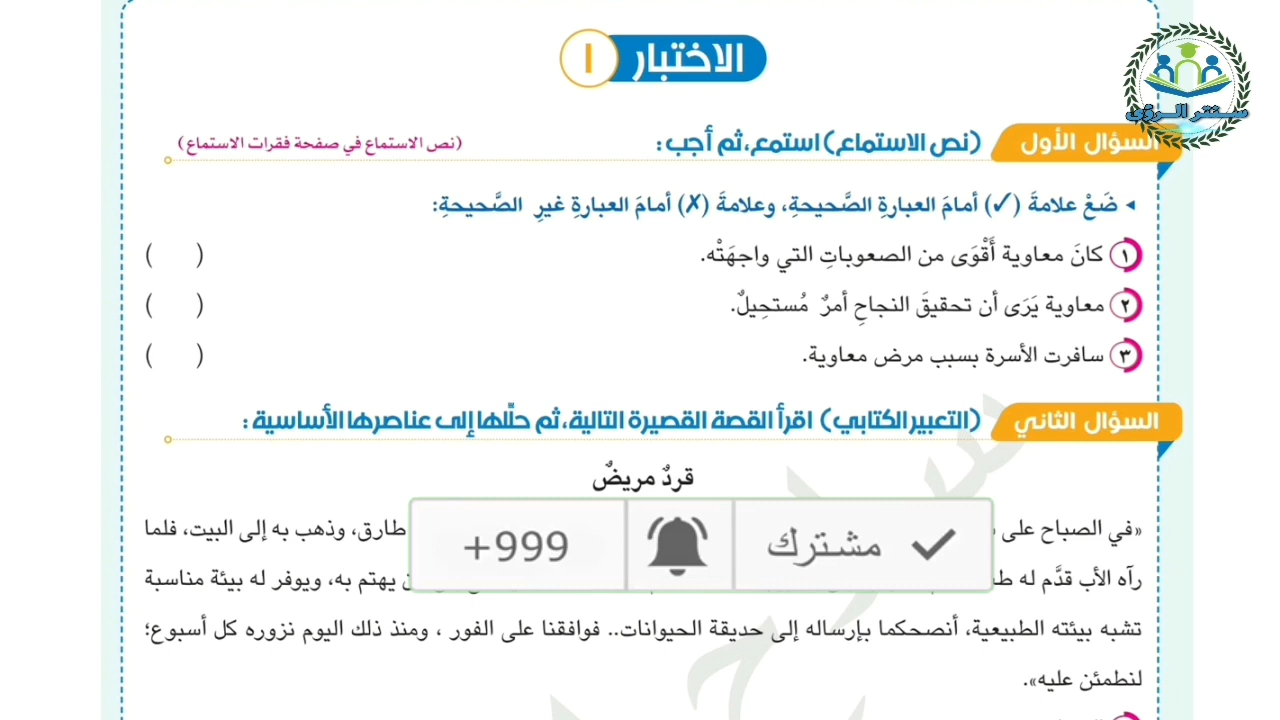 الاختبار ١
سنتر الرؤى
السؤال الأول (نص الاستماع) استمع، ثم أجب: (نص الاستماع في صفحة فقرات الاستماع)
◂ ضَعْ علامةَ (✓) أمامَ العبارةِ الصَّحيحةِ، وعلامةَ (✗) أمامَ العبارةِ غيرِ الصَّحيحةِ:
١ كانَ معاوية أَقْوَى من الصعوباتِ التي واجهَتْه. ( )
٢ معاوية يَرَى أن تحقيقَ النجاحِ أمرٌ مُستحِيلٌ. ( )
٣ سافرت الأسرة بسبب مرض معاوية. ( )
السؤال الثاني (التعبير الكتابي) اقرأ القصة القصيرة التالية، ثم حلِّلها إلى عناصرها الأساسية:
قردٌ مريضٌ
«في الصباح على طارق، وذهب به إلى البيت، فلما
مشترك
+999
رآه الأب قدَّم له يهتم به، ويوفر له بيئة مناسبة
تشبه بيئته الطبيعية، أنصحكما بإرساله إلى حديقة الحيوانات.. فوافقنا على الفور ، ومنذ ذلك اليوم نزوره كل أسبوع؛
لنطمئن عليه».